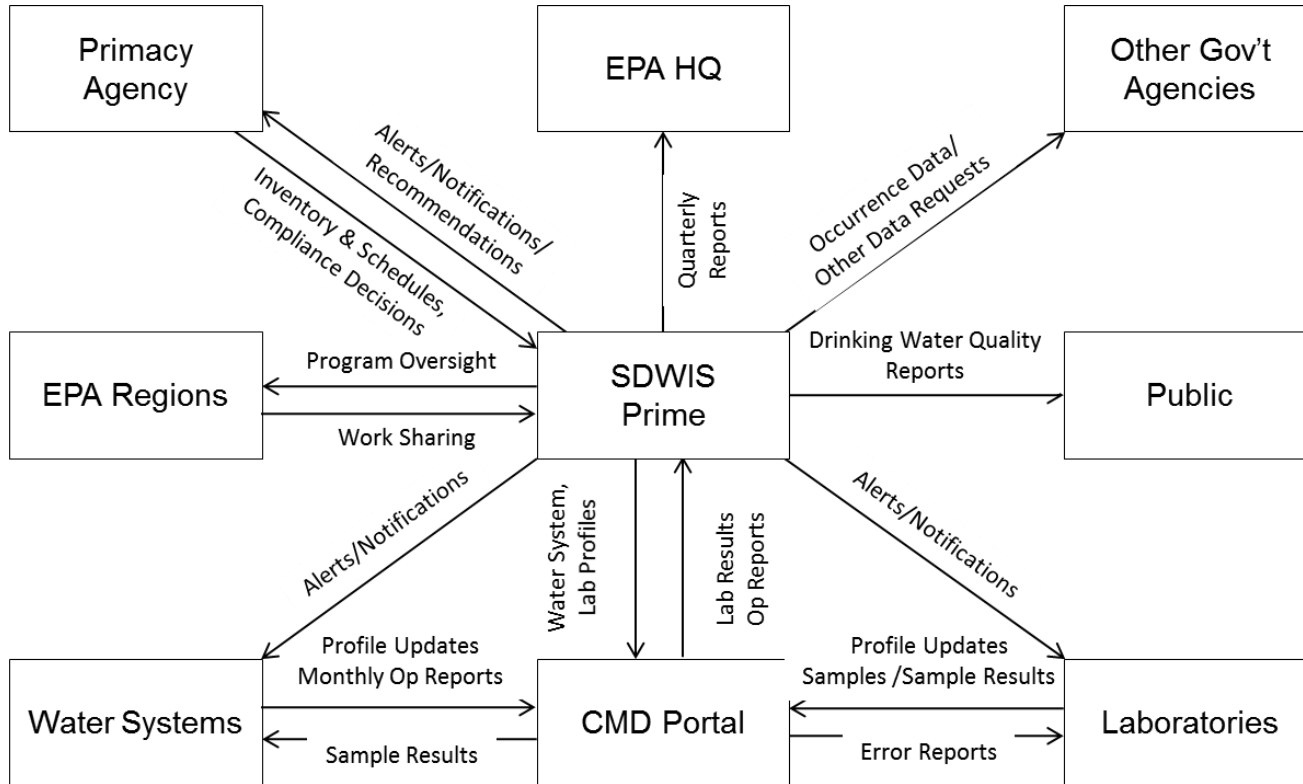 Primacy
Agency
EPA HQ
Other Gov't
Agencies
Alerts/Notifications/
Recommendations
Inventory & Schedules,
Compliance Decisions
Quarterly
Reports
Occurrence Data/
Other Data Requests
EPA Regions
Program Oversight
Work Sharing
SDWIS
Prime
Drinking Water Quality
Reports
Public
Alerts/Notifications
Water System,
Lab Profiles
Lab Results
Op Reports
Alerts/Notifications
Water Systems
Profile Updates
Monthly Op Reports
Sample Results
CMD Portal
Profile Updates
Samples /Sample Results
Error Reports
Laboratories